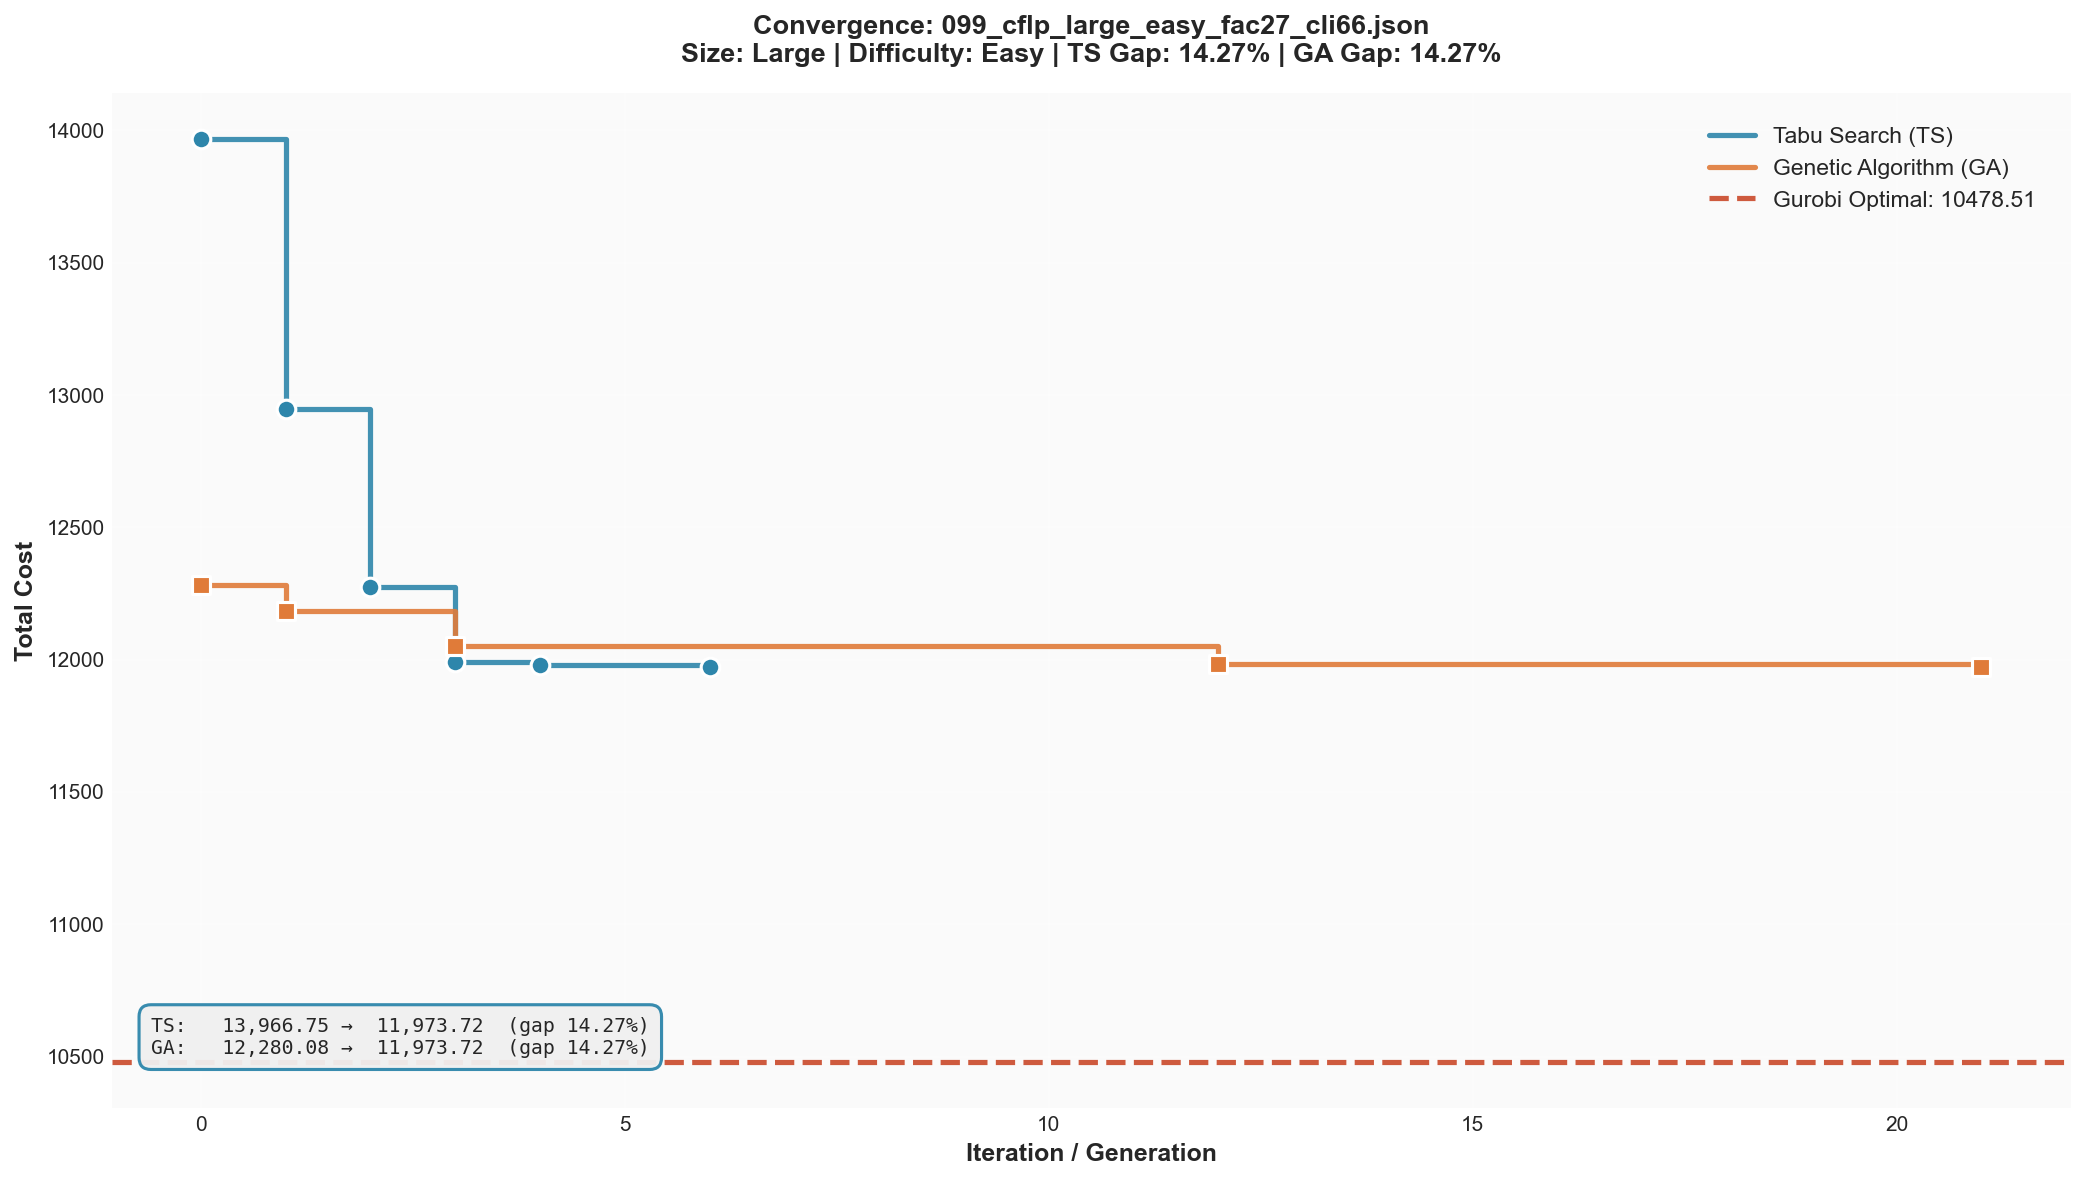 Convergence: 099_cflp_large_easy_fac27_cli66.json
Size: Large | Difficulty: Easy | TS Gap: 14.27% | GA Gap: 14.27%
Tabu Search (TS)
Genetic Algorithm (GA)
Gurobi Optimal: 10478.51
Total Cost
14000
13500
13000
12500
12000
11500
11000
10500
TS:   13,966.75 →  11,973.72  (gap 14.27%)
GA:   12,280.08 →  11,973.72  (gap 14.27%)
0 5 10 15 20
Iteration / Generation